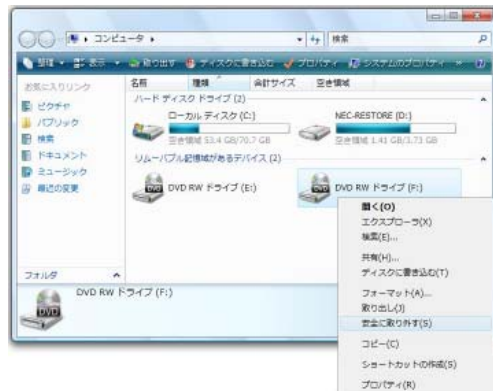 コンピュータ
検索
整理 表示 取り出す ディスクに書き込む プロパティ システムのプロパティ
お気に入りリンク
ピクチャ
パブリック
検索
ドキュメント
ミュージック
最近の変更
フォルダ
名前 種類 合計サイズ 空き領域
ハード ディスク ドライブ (2)
ローカル ディスク (C:)
空き領域 53.4 GB/70.7 GB
NEC-RESTORE (D:)
空き領域 1.41 GB/3.73 GB
リムーバブル記憶域があるデバイス (2)
DVD RW ドライブ (E:)
DVD RW ドライブ (F:)
開く(O)
エクスプローラ(X)
検索(E)...
共有(H)...
ディスクに書き込む(T)
フォーマット(A)...
取り出し(J)
安全に取り外す(S)
コピー(C)
ショートカットの作成(S)
プロパティ(R)
DVD RW ドライブ (F:)